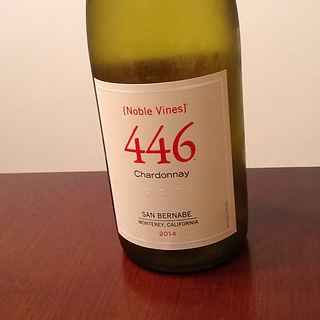 {Noble Vines}
446
Chardonnay
SAN BERNABE
MONTEREY, CALIFORNIA
2014